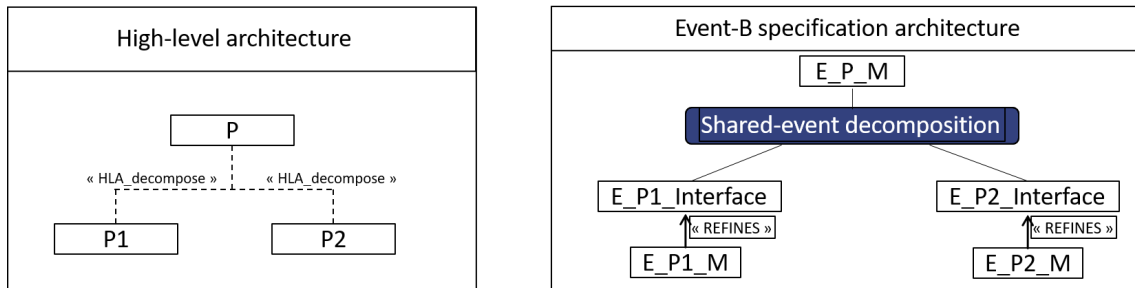 High-level architecture
P
« HLA_decompose » « HLA_decompose »
P1 P2
Event-B specification architecture
E_P_M
Shared-event decomposition
E_P1_Interface E_P2_Interface
« REFINES » « REFINES »
E_P1_M E_P2_M